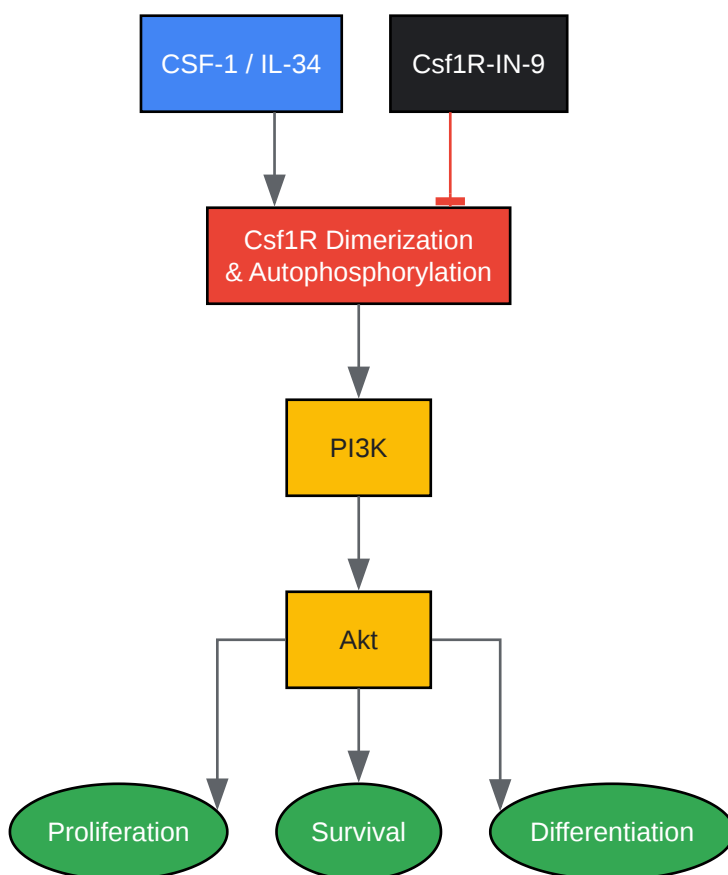 CSF-1 / IL-34
Csf1R-IN-9
Csf1R Dimerization
& Autophosphorylation
PI3K
Akt
Proliferation
Survival
Differentiation